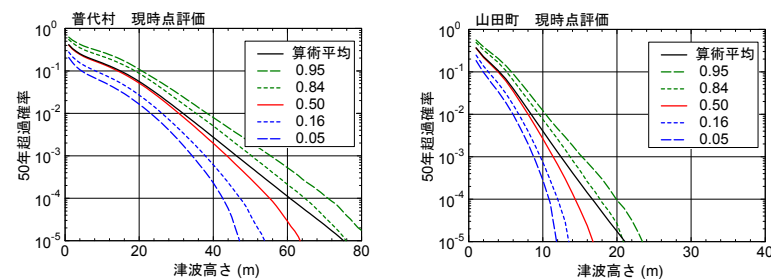 普代村 現時点評価
10⁰
10⁻¹
10⁻²
10⁻³
10⁻⁴
10⁻⁵
50年超過確率
算術平均
0.95
0.84
0.50
0.16
0.05
0 20 40 60 80
津波高さ (m)
山田町 現時点評価
10⁰
10⁻¹
10⁻²
10⁻³
10⁻⁴
10⁻⁵
50年超過確率
算術平均
0.95
0.84
0.50
0.16
0.05
0 10 20 30 40
津波高さ (m)